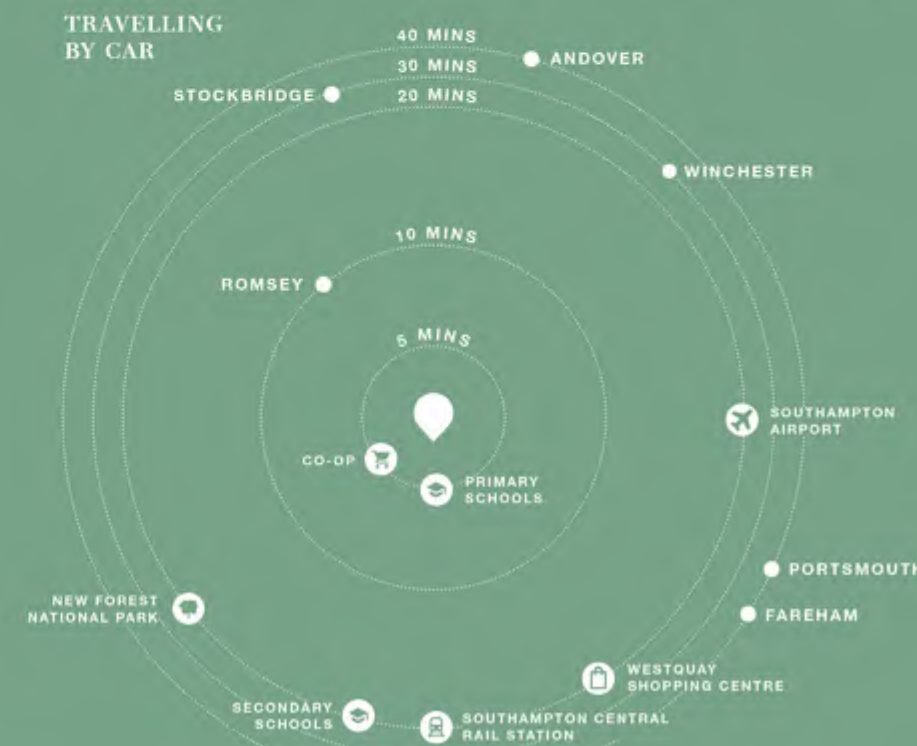 TRAVELLING
BY CAR
40 MINS
ANDOVER
30 MINS
STOCKBRIDGE
20 MINS
WINCHESTER
10 MINS
ROMSEY
5 MINS
SOUTHAMPTON
AIRPORT
CO-OP
PRIMARY
SCHOOLS
PORTSMOUTH
NEW FOREST
NATIONAL PARK
FAREHAM
WESTQUAY
SHOPPING CENTRE
SECONDARY
SCHOOLS
SOUTHAMPTON CENTRAL
RAIL STATION